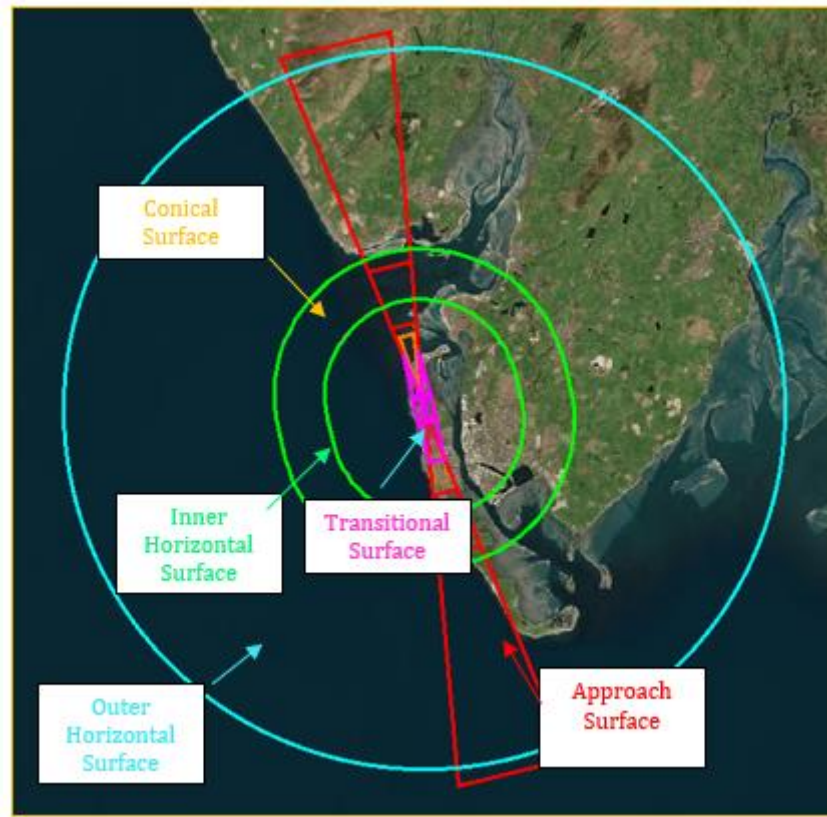 Conical
Surface
Inner
Horizontal
Surface
Transitional
Surface
Outer
Horizontal
Surface
Approach
Surface